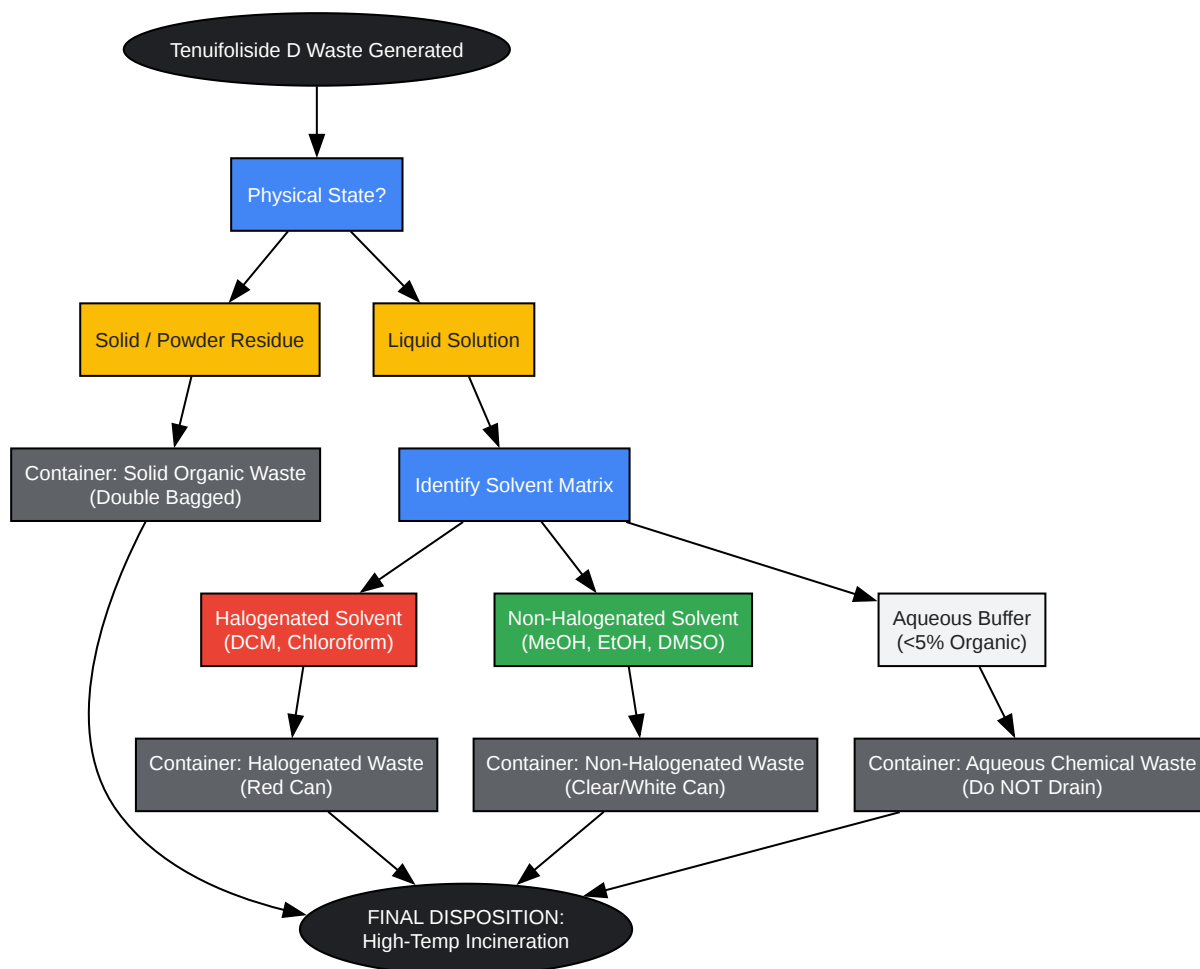 Tenuifoliside D Waste Generated
Physical State?
Solid / Powder Residue
Liquid Solution
Container: Solid Organic Waste
(Double Bagged)
Identify Solvent Matrix
Halogenated Solvent
(DCM, Chloroform)
Non-Halogenated Solvent
(MeOH, EtOH, DMSO)
Aqueous Buffer
(<5% Organic)
Container: Halogenated Waste
(Red Can)
Container: Non-Halogenated Waste
(Clear/White Can)
Container: Aqueous Chemical Waste
(Do NOT Drain)
FINAL DISPOSITION:
High-Temp Incineration